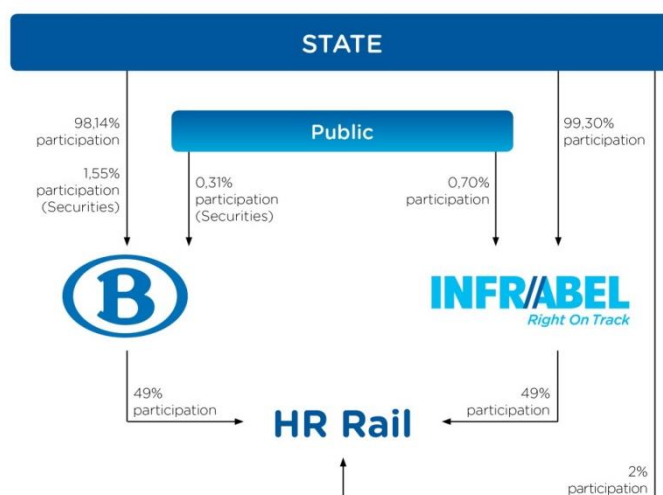 STATE
98,14%
participation
1,55%
participation
(Securities)
Public
99,30%
participation
0,31%
participation
(Securities)
0,70%
participation
B
INFRABEL
Right On Track
49%
participation
49%
participation
HR Rail
2%
participation